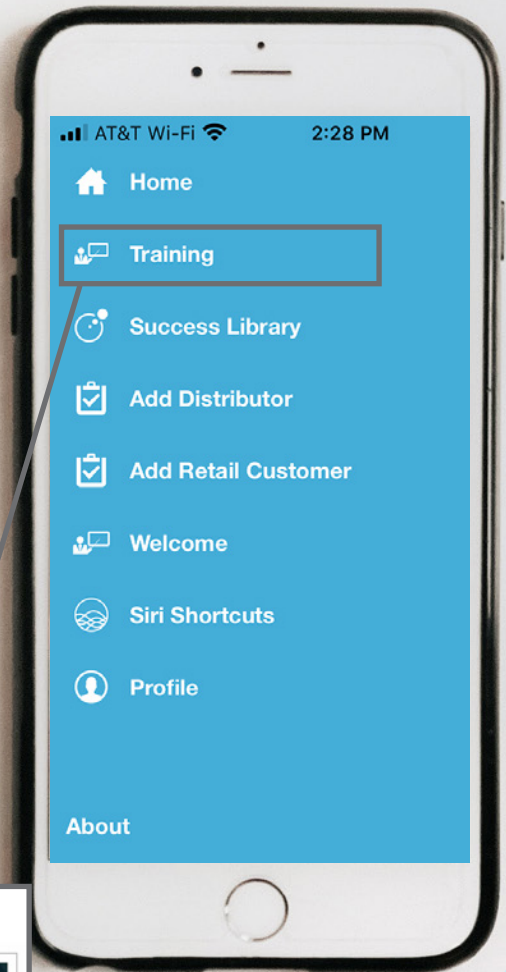 AT&T Wi-Fi 2:28 PM
Home
Training
Success Library
Add Distributor
Add Retail Customer
Welcome
Siri Shortcuts
Profile
About